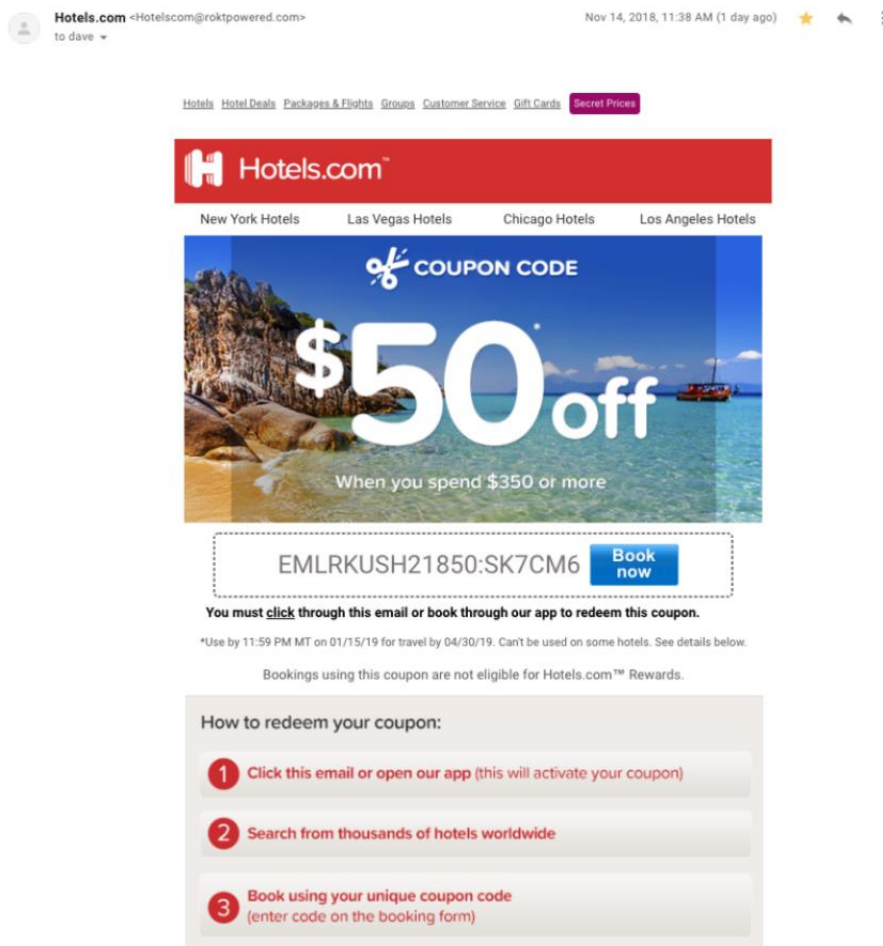 Hotels.com <Hotelscom@roktpowered.com>
Nov 14, 2018, 11:38 AM (1 day ago)
to dave
Hotels Hotel Deals Packages & Flights Groups Customer Service Gift Cards Secret Prices
Hotels.com™
New York Hotels Las Vegas Hotels Chicago Hotels Los Angeles Hotels
COUPON CODE
$50*off
When you spend $350 or more
EMLRKUSH21850:SK7CM6
Book
now
You must click through this email or book through our app to redeem this coupon.
*Use by 11:59 PM MT on 01/15/19 for travel by 04/30/19. Can't be used on some hotels. See details below.
Bookings using this coupon are not eligible for Hotels.com™ Rewards.
How to redeem your coupon:
1 Click this email or open our app (this will activate your coupon)
2 Search from thousands of hotels worldwide
3 Book using your unique coupon code
(enter code on the booking form)